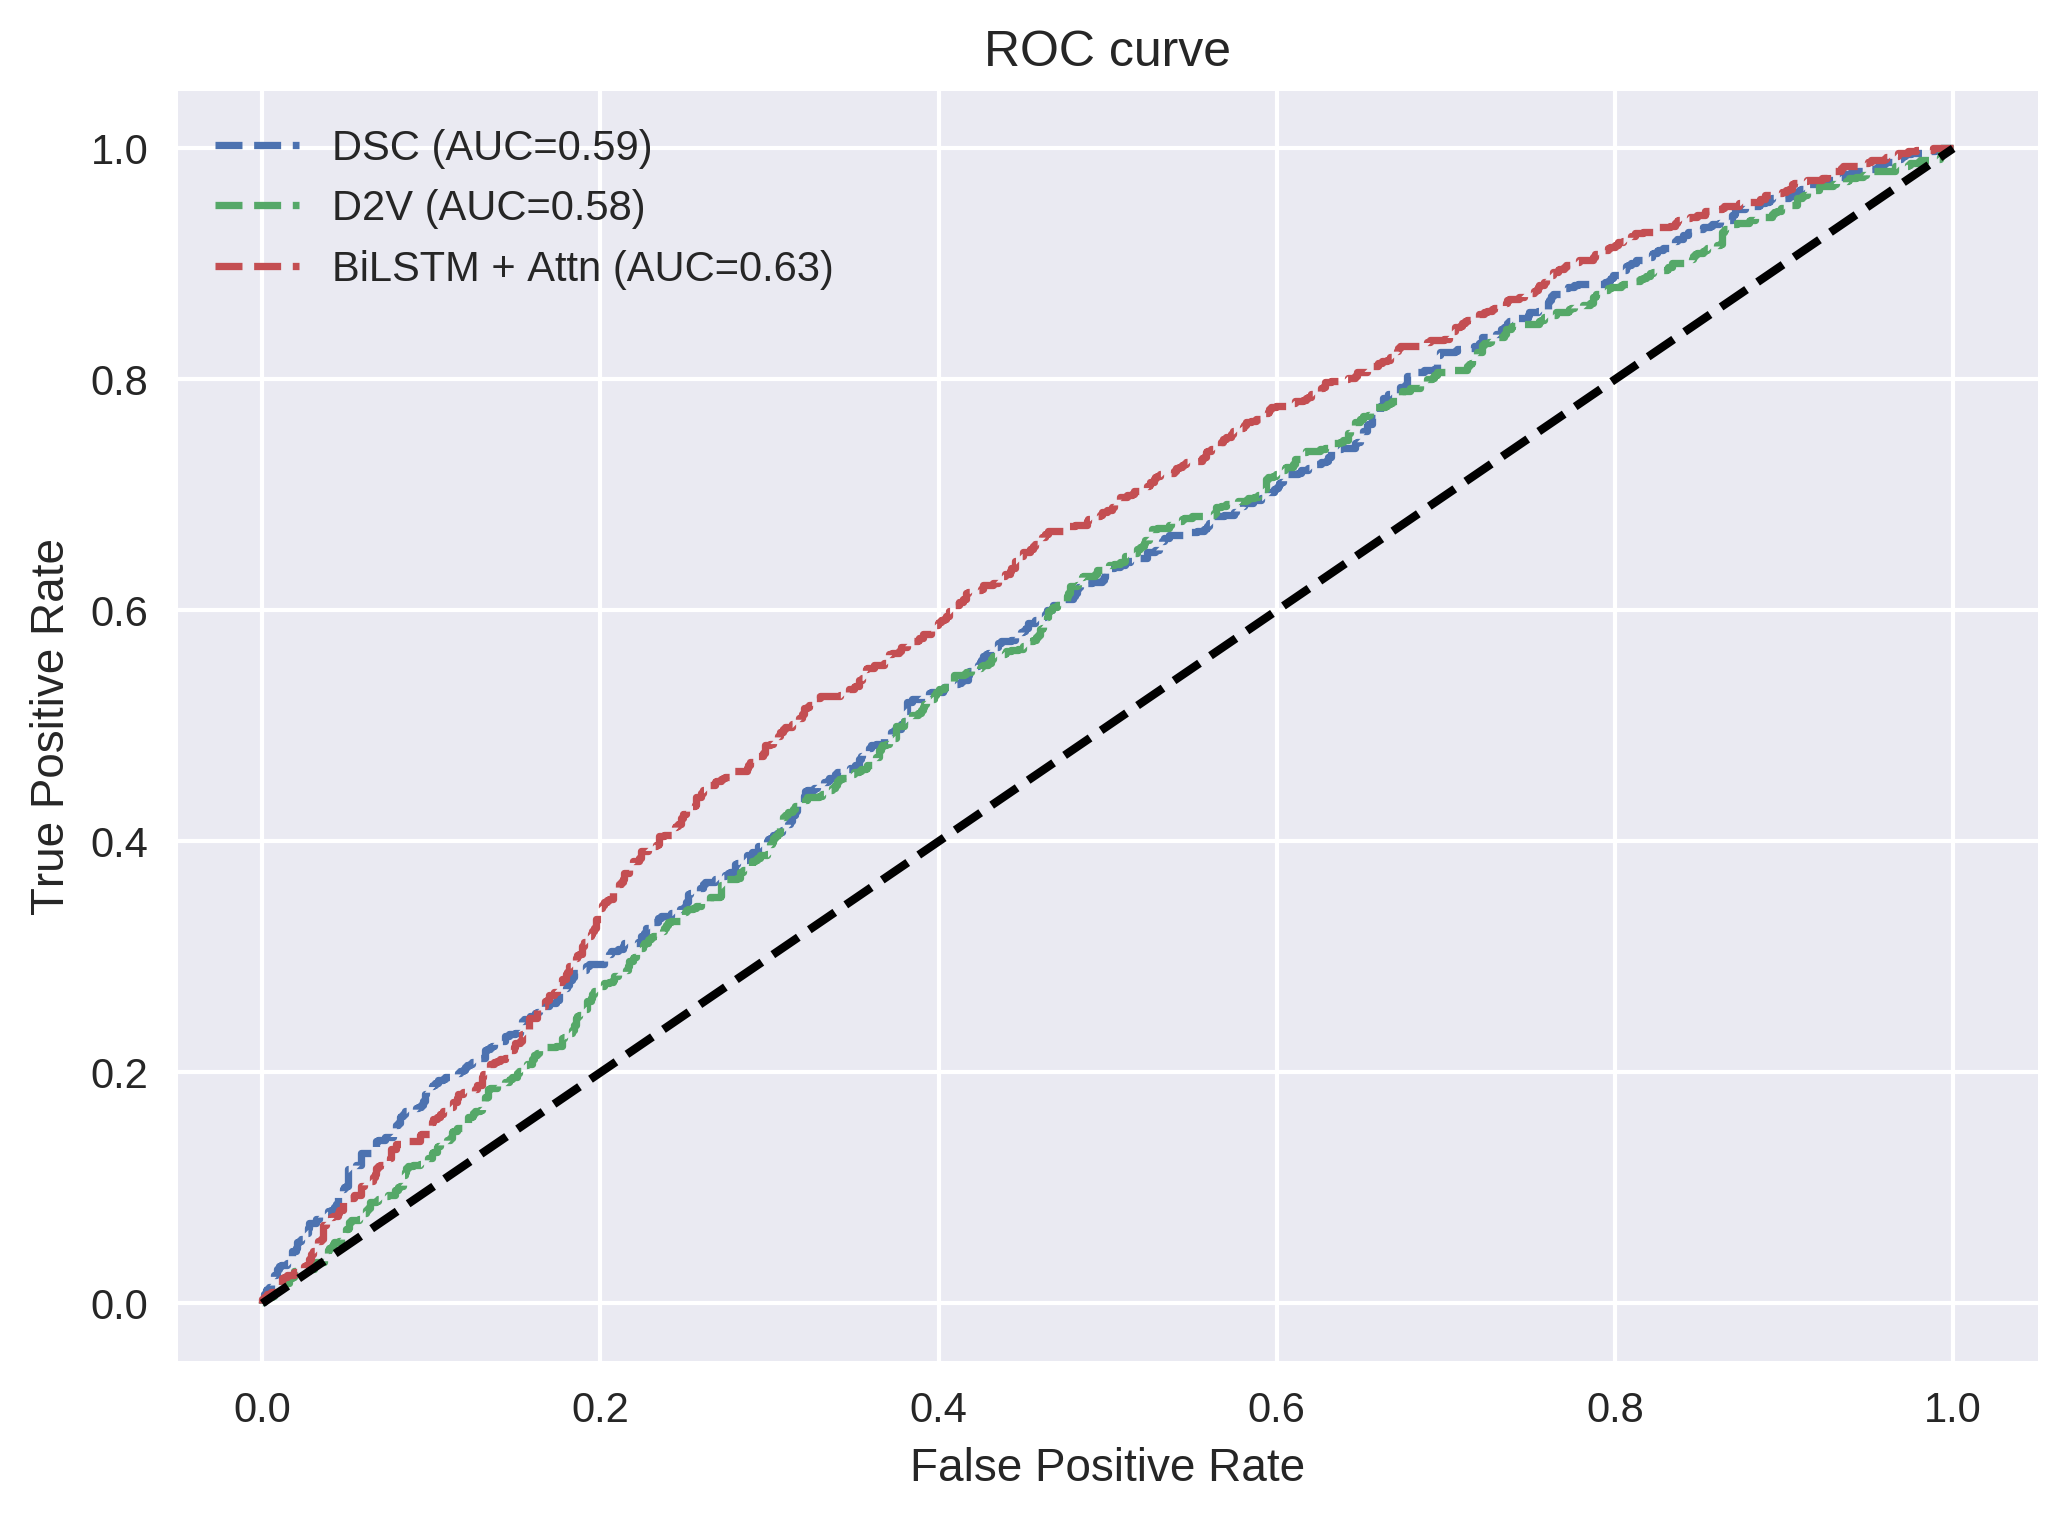 ROC curve
DSC (AUC=0.59)
D2V (AUC=0.58)
BiLSTM + Attn (AUC=0.63)
1.0
0.8
0.6
0.4
0.2
0.0
True Positive Rate
0.0 0.2 0.4 0.6 0.8 1.0
False Positive Rate